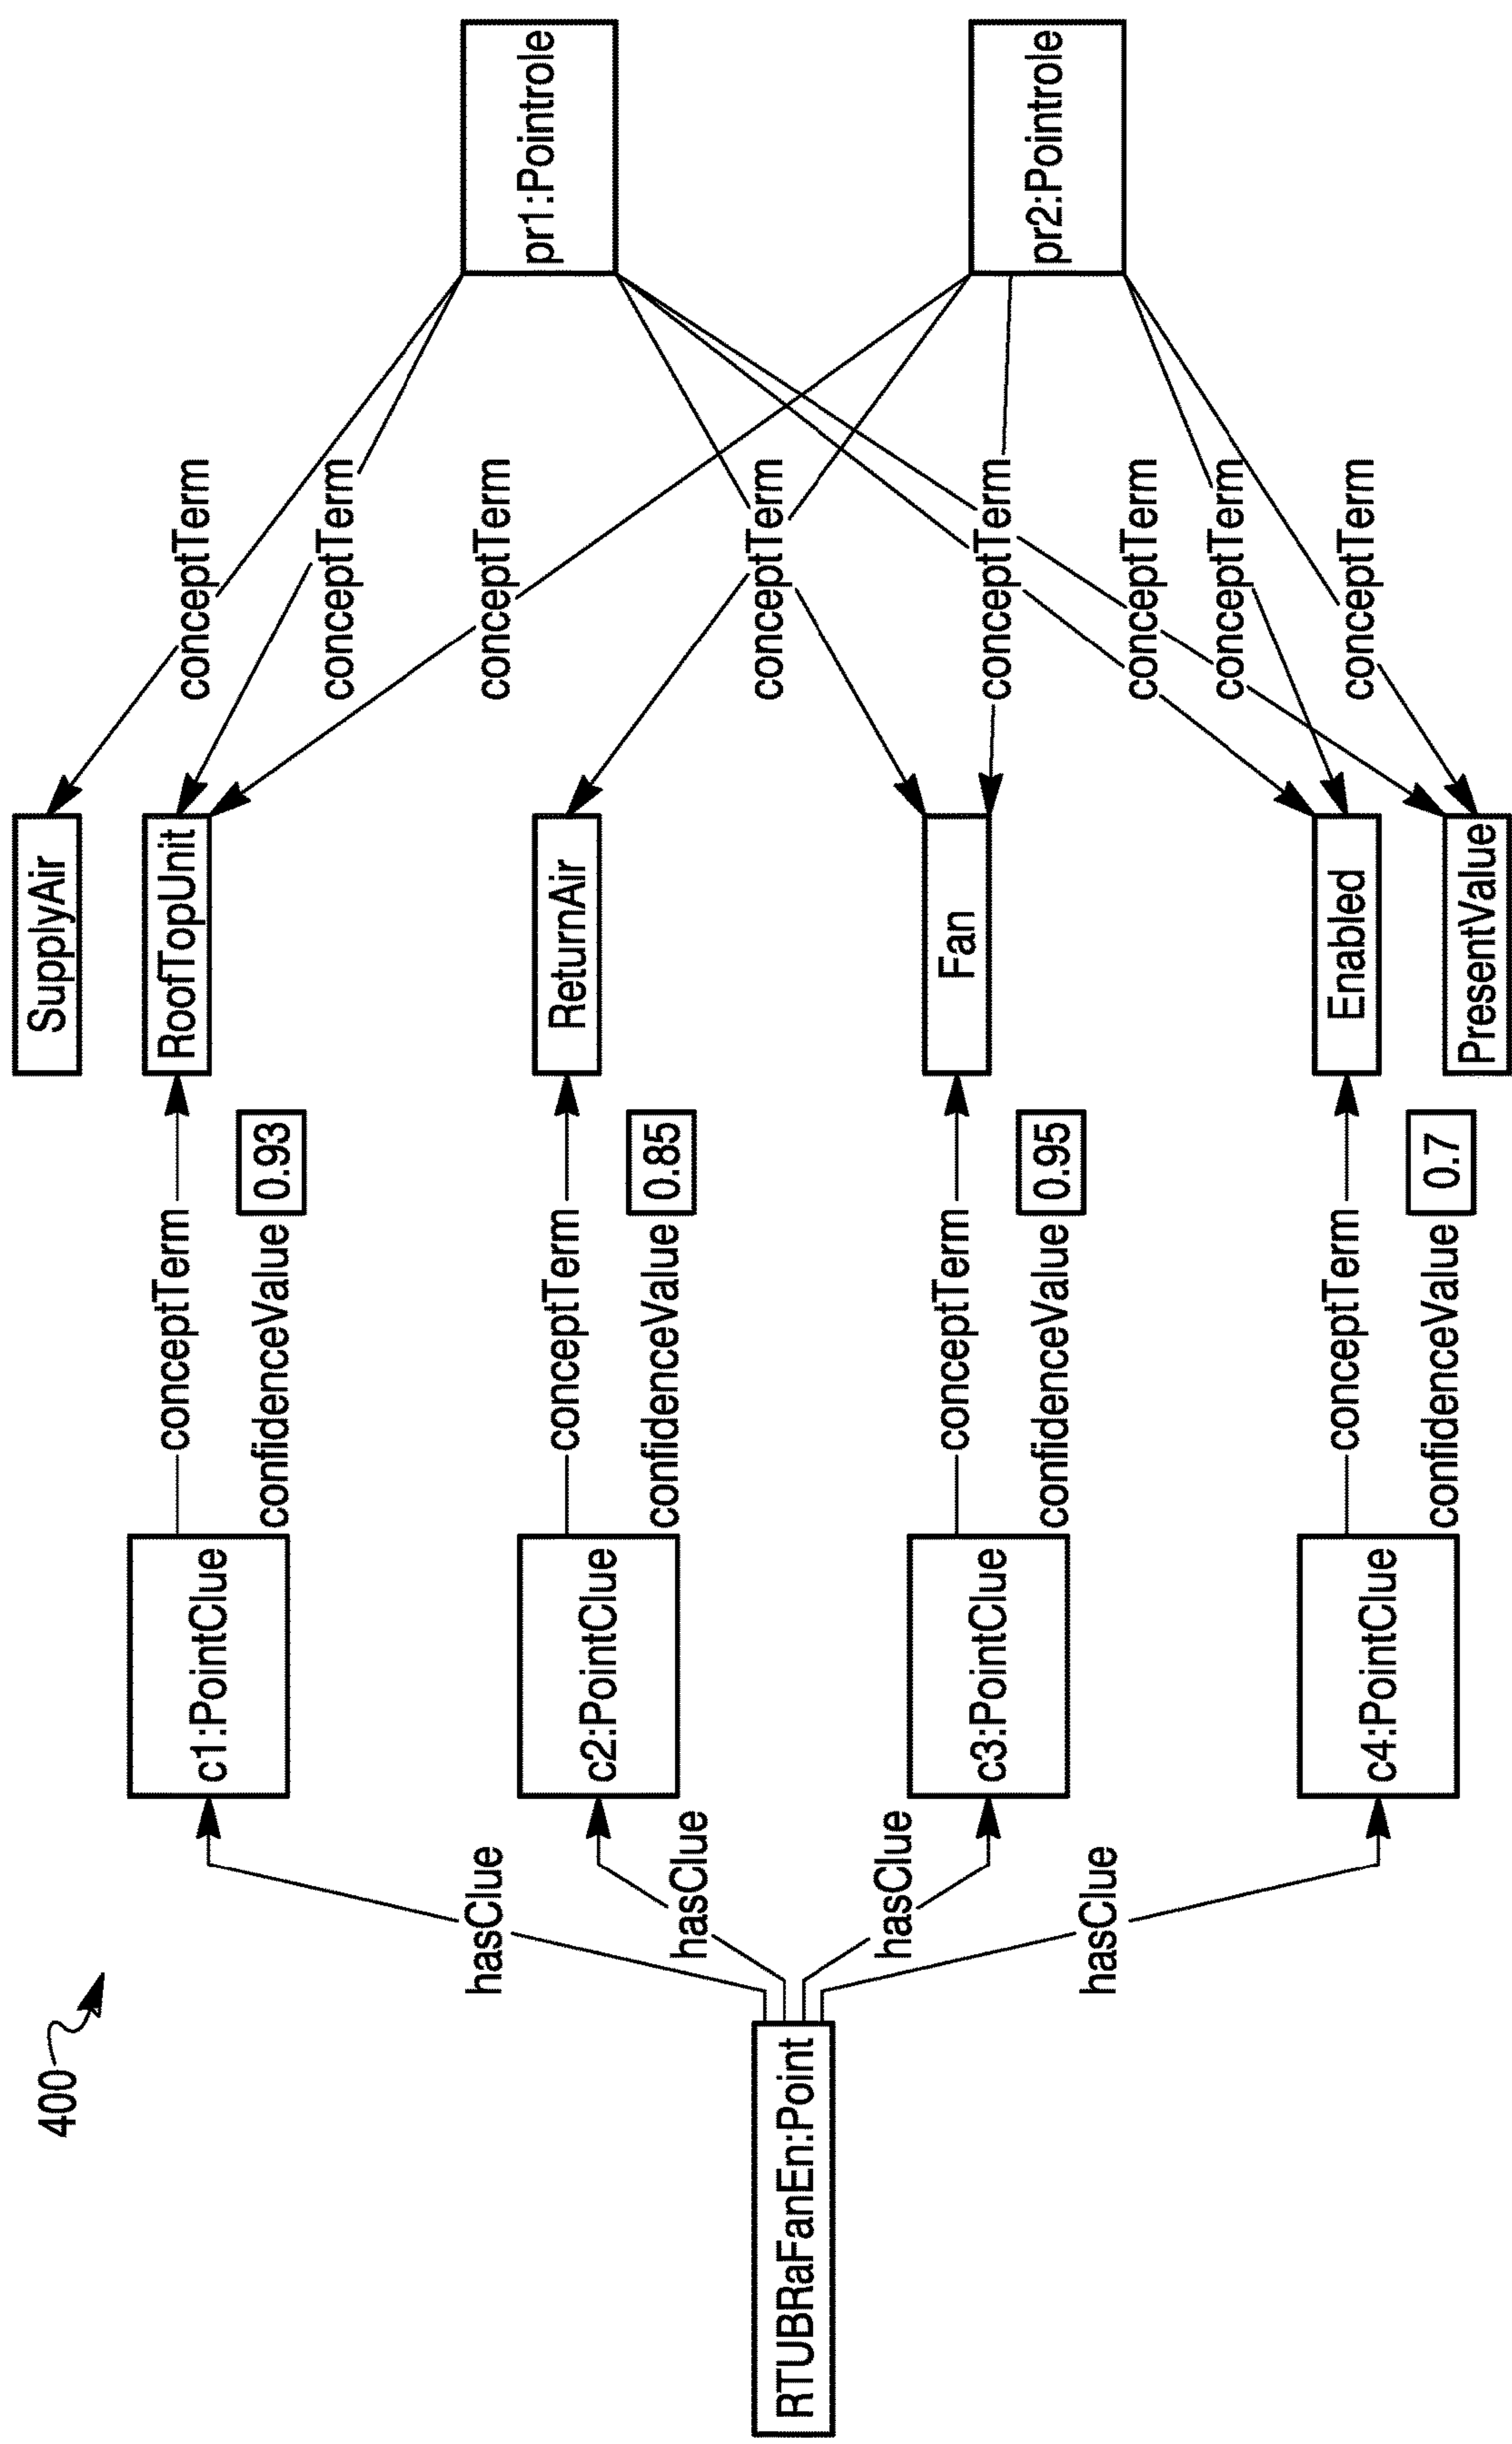 400
RTUBRaFanEn:Point
hasClue
hasClue
hasClue
hasClue
c1:PointClue
c2:PointClue
c3:PointClue
c4:PointClue
conceptTerm
confidenceValue 0.93
conceptTerm
confidenceValue 0.85
conceptTerm
confidenceValue 0.95
conceptTerm
confidenceValue 0.7
SupplyAir
RoofTopUnit
ReturnAir
Fan
Enabled
PresentValue
conceptTerm
conceptTerm
conceptTerm
conceptTerm
conceptTerm
conceptTerm
conceptTerm
conceptTerm
pr1:Pointrole
pr2:Pointrole